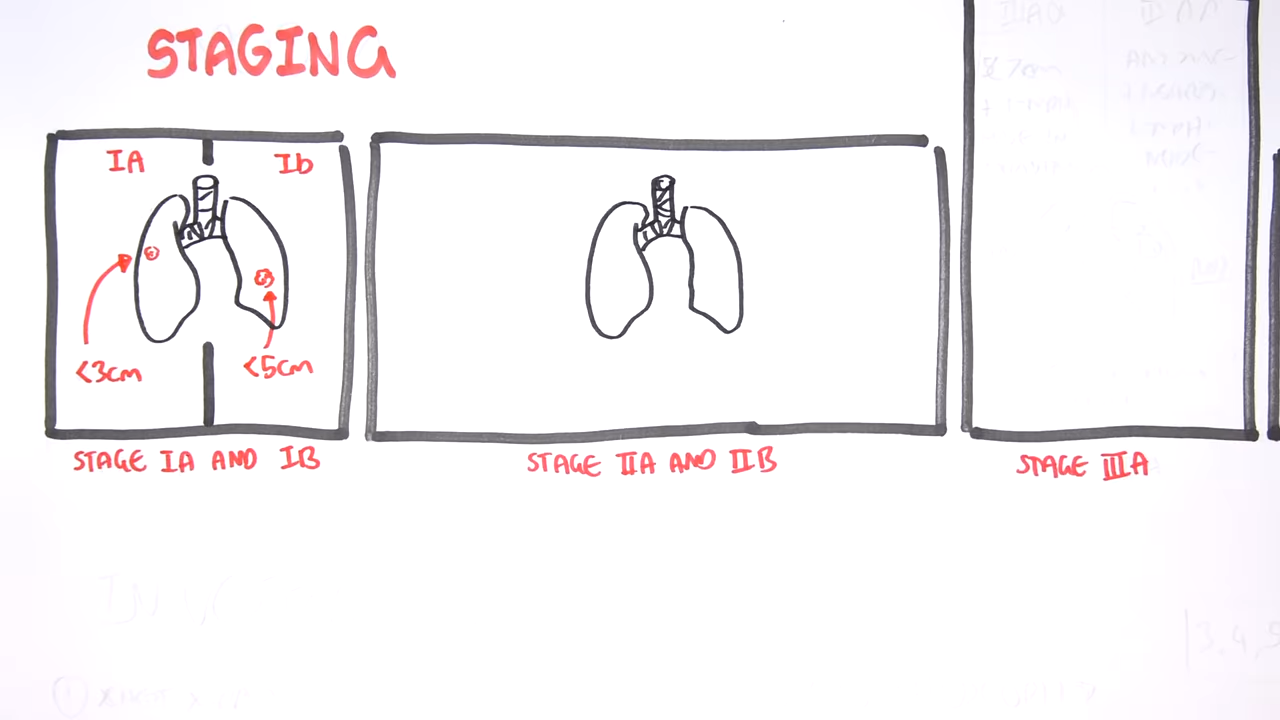 STAGING
IA
Ib
<3cm
<5cm
STAGE IA AND IB
STAGE IIA AND IIB
STAGE IIIA